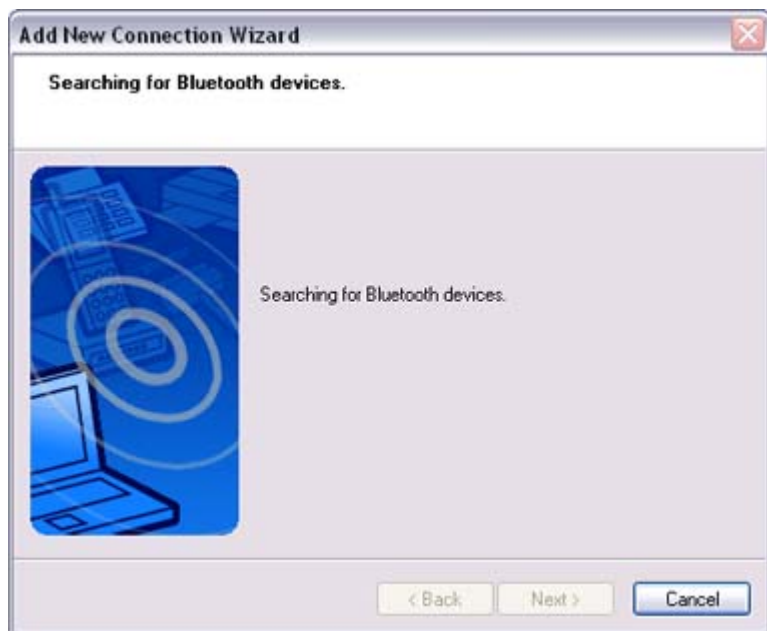 Add New Connection Wizard
Searching for Bluetooth devices.
Searching for Bluetooth devices.
< Back Next > Cancel